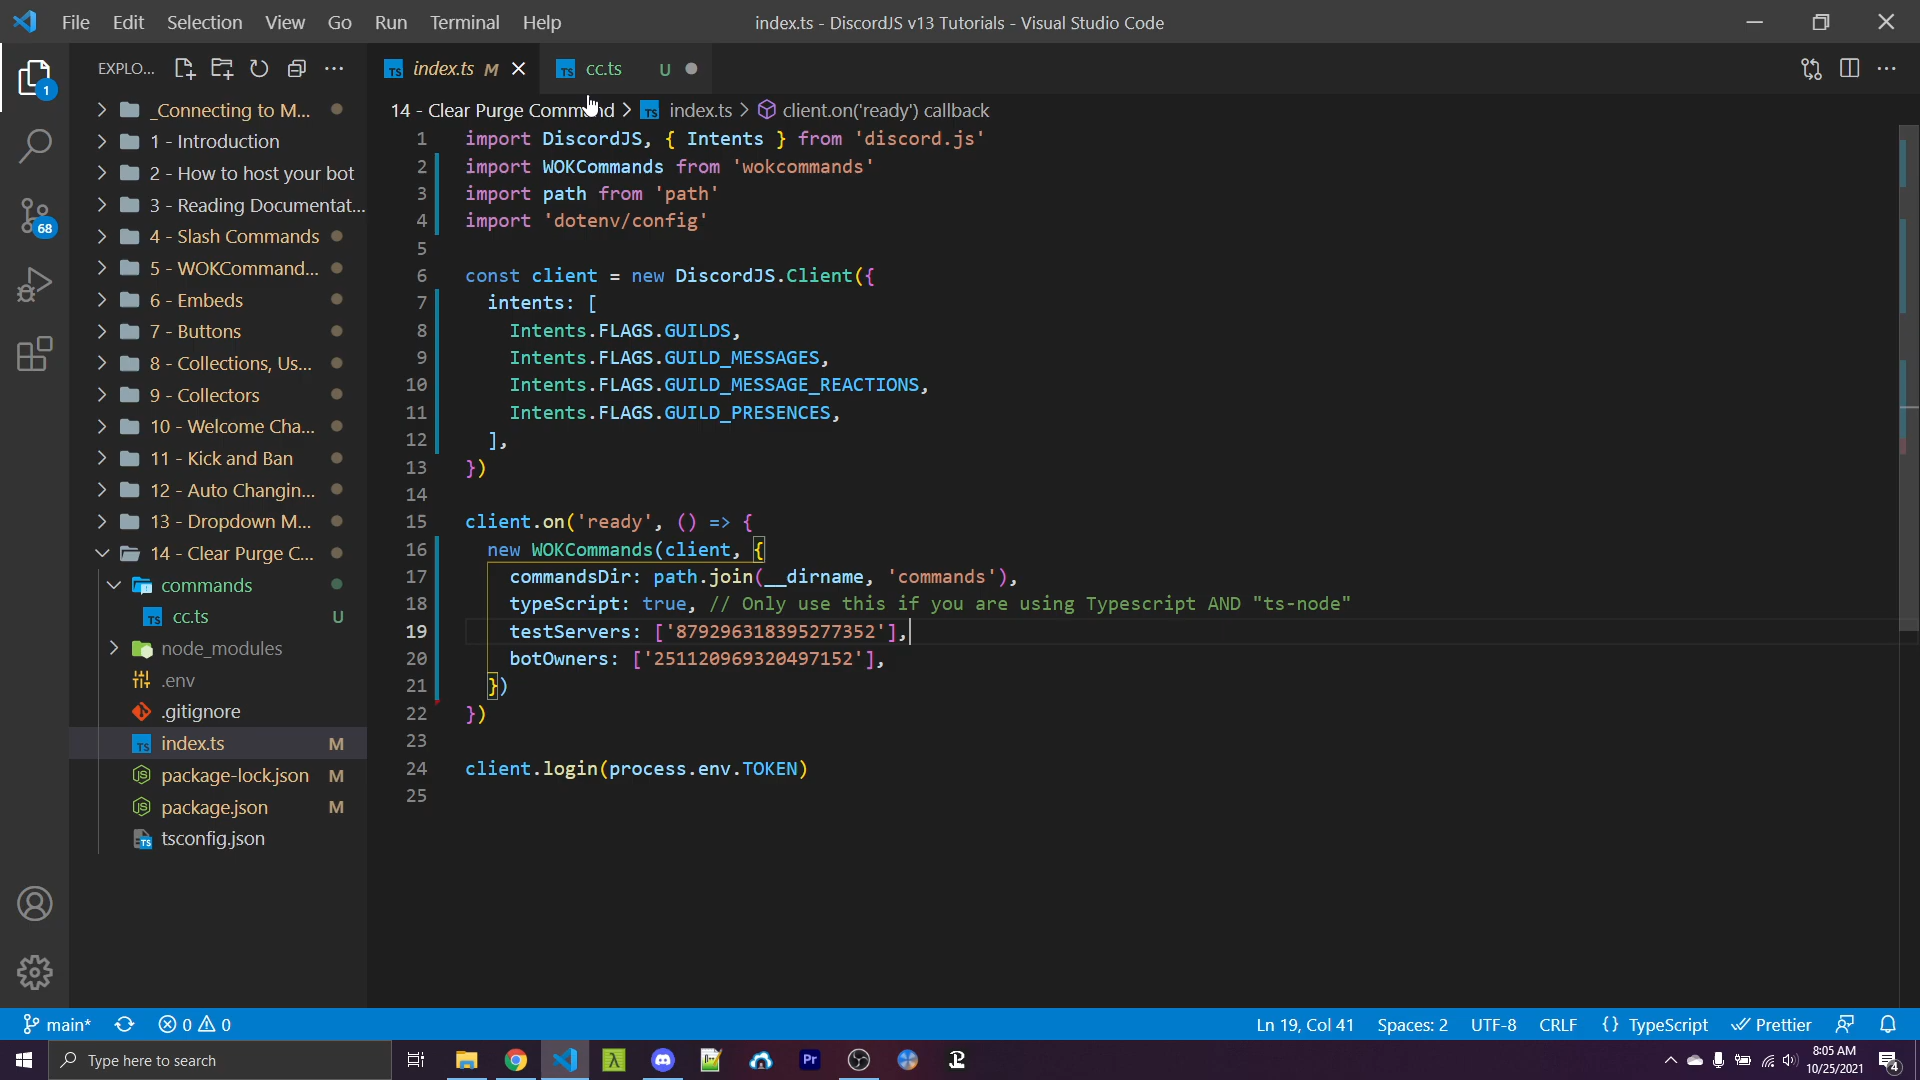 File Edit Selection View Go Run Terminal Help
index.ts - DiscordJS v13 Tutorials - Visual Studio Code
EXPLO...
TS index.ts M
TS cc.ts U
14 - Clear Purge Command > TS index.ts > client.on('ready') callback
1
68
_Connecting to M...
1 - Introduction
2 - How to host your bot
3 - Reading Documentat...
4 - Slash Commands
5 - WOKCommand...
6 - Embeds
7 - Buttons
8 - Collections, Us...
9 - Collectors
10 - Welcome Cha...
11 - Kick and Ban
12 - Auto Changin...
13 - Dropdown M...
14 - Clear Purge C...
commands
TS cc.ts U
node_modules
.env
.gitignore
TS index.ts M
package-lock.json M
package.json M
tsconfig.json
1 import DiscordJS, { Intents } from 'discord.js'
2 import WOKCommands from 'wokcommands'
3 import path from 'path'
4 import 'dotenv/config'
5
6 const client = new DiscordJS.Client({
7 intents: [
8 Intents.FLAGS.GUILDS,
9 Intents.FLAGS.GUILD_MESSAGES,
10 Intents.FLAGS.GUILD_MESSAGE_REACTIONS,
11 Intents.FLAGS.GUILD_PRESENCES,
12 ],
13 })
14
15 client.on('ready', () => {
16 new WOKCommands(client, {
17 commandsDir: path.join(__dirname, 'commands'),
18 typeScript: true, // Only use this if you are using Typescript AND "ts-node"
19 testServers: ['879296318395277352'],
20 botOwners: ['251120969320497152'],
21 })
22 })
23
24 client.login(process.env.TOKEN)
25
main* 0 0
Ln 19, Col 41 Spaces: 2 UTF-8 CRLF {} TypeScript Prettier
Type here to search
Pr
8:05 AM
10/25/2021
4